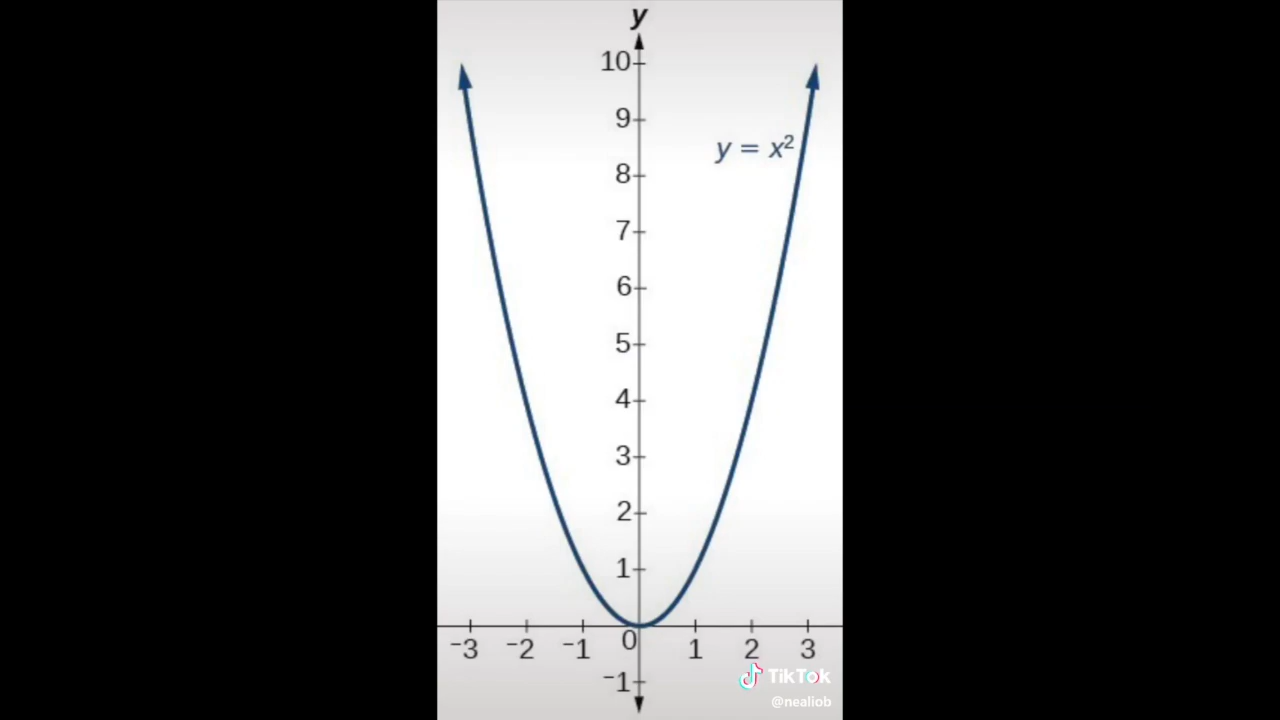 y
10
9
y = x²
8
7
6
5
4
3
2
1
−3 −2 −1 0 1 2 3
−1
TikTok
@nealiob